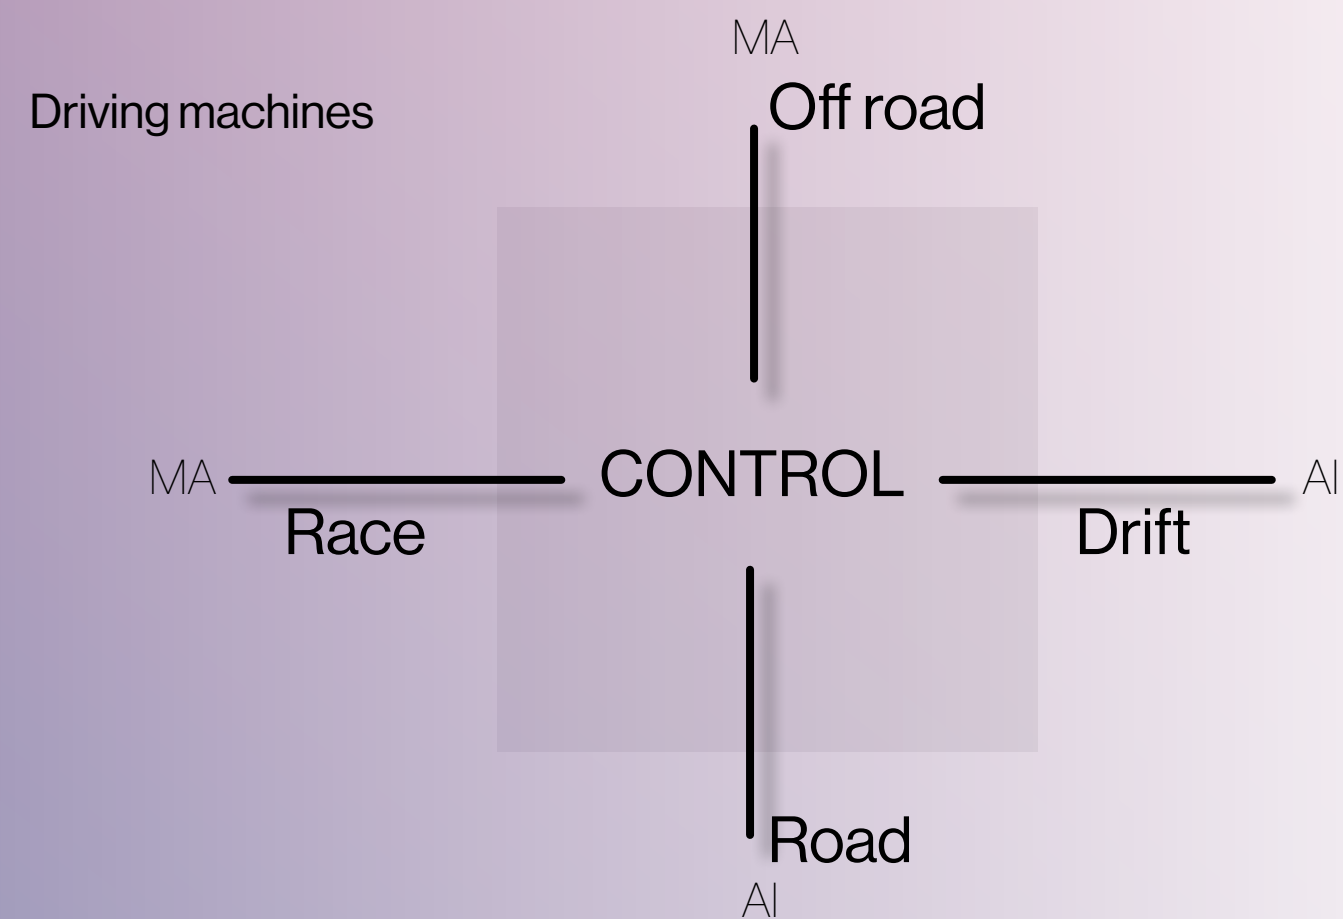 MA
Off road
Driving machines
MA
CONTROL
AI
Race
Drift
Road
AI